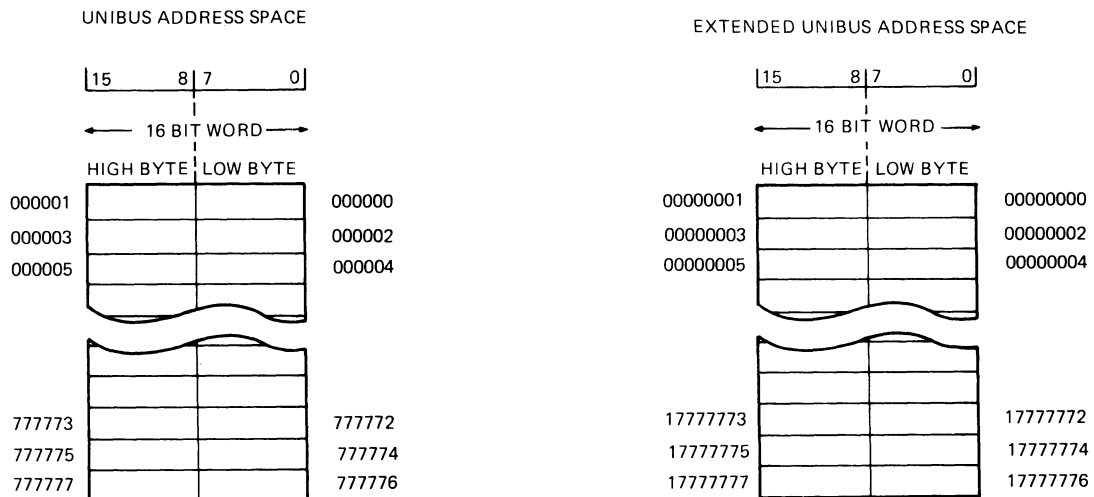 UNIBUS ADDRESS SPACE
15 8 7 0
16 BIT WORD
HIGH BYTE LOW BYTE
000001 000000
000003 000002
000005 000004
777773 777772
777775 777774
777777 777776
EXTENDED UNIBUS ADDRESS SPACE
15 8 7 0
16 BIT WORD
HIGH BYTE LOW BYTE
00000001 00000000
00000003 00000002
00000005 00000004
17777773 17777772
17777775 17777774
17777777 17777776